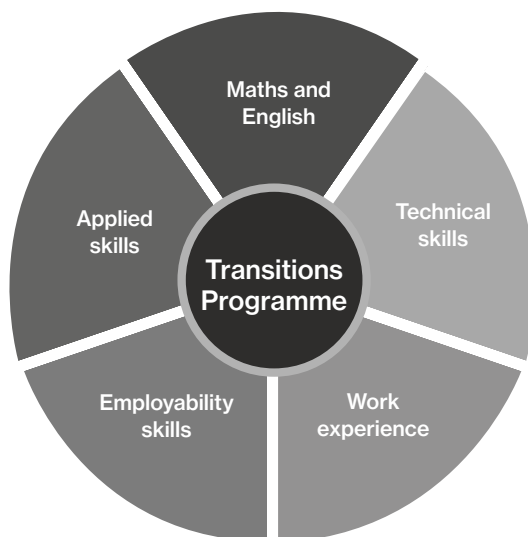 Maths and
English
Technical
skills
Work
experience
Employability
skills
Applied
skills
Transitions
Programme